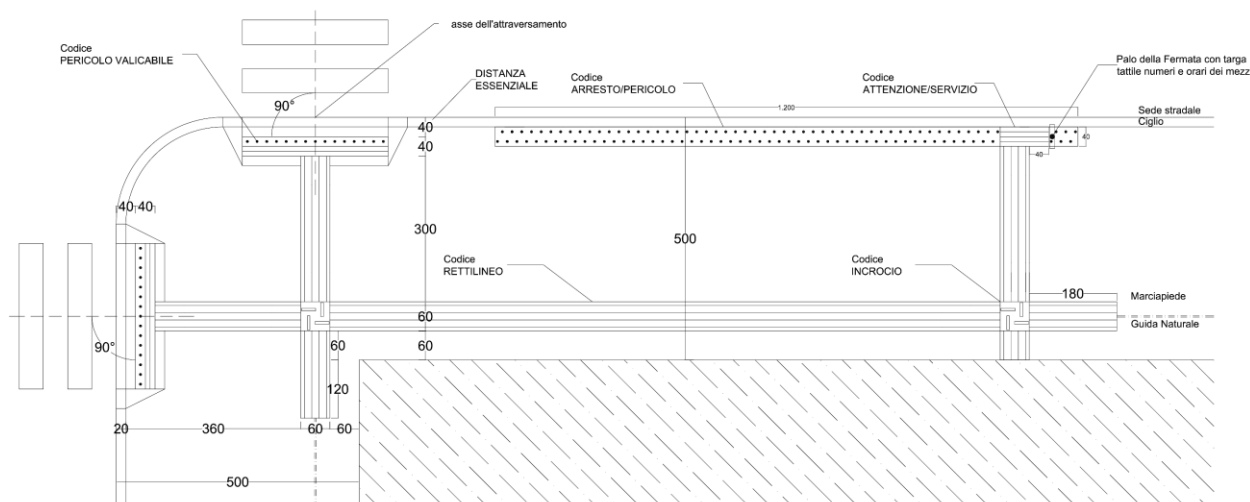 asse dell'attraversamento
Codice
PERICOLO VALICABILE
DISTANZA
ESSENZIALE
Codice
ARRESTO/PERICOLO
Codice
ATTENZIONE/SERVIZIO
Palo della Fermata con targa
tattile numeri e orari dei mezz
90°
1.200
Sede stradale
Ciglio
40
40
40
40
40 40
300
500
Codice
RETTILINEO
Codice
INCROCIO
180
Marciapiede
Guida Naturale
60
60
60
90°
120
20
360
60
60
500